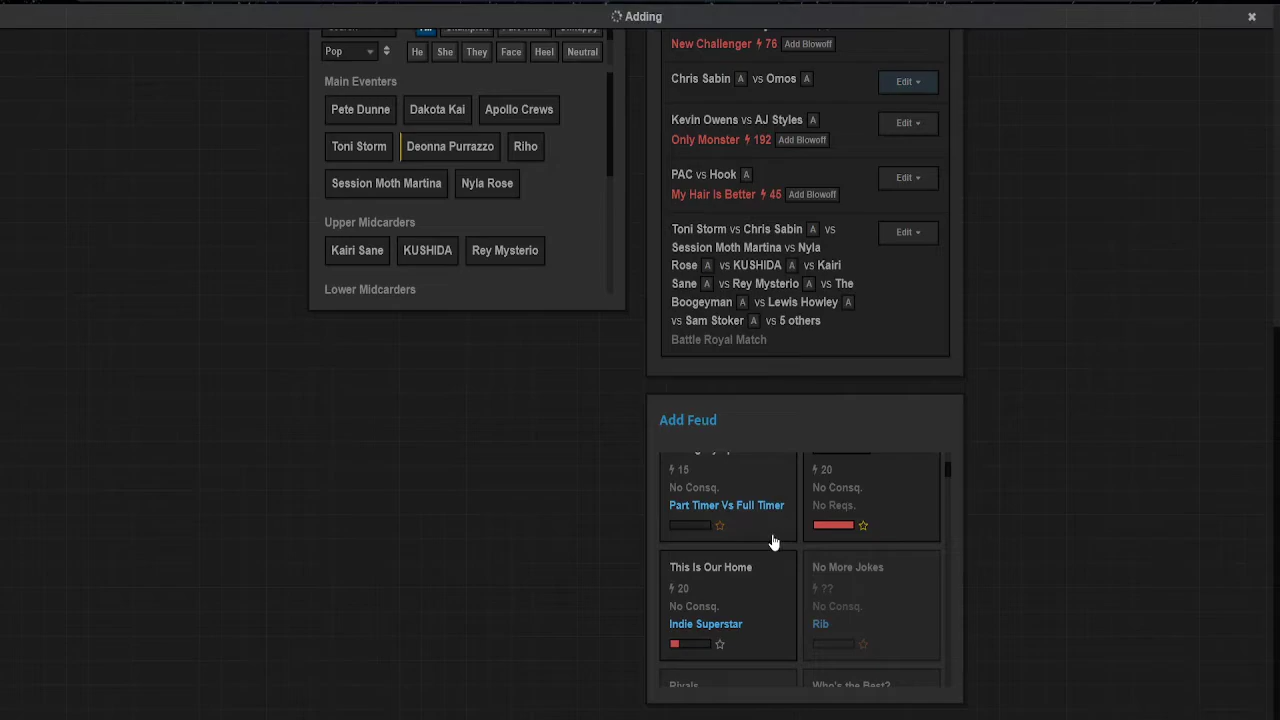 Adding
Pop
He
She
They
Face
Heel
Neutral
Main Eventers
Pete Dunne
Dakota Kai
Apollo Crews
Toni Storm
Deonna Purrazzo
Riho
Session Moth Martina
Nyla Rose
Upper Midcarders
Kairi Sane
KUSHIDA
Rey Mysterio
Lower Midcarders
New Challenger 76 Add Blowoff
Chris Sabin A vs Omos A
Edit
Kevin Owens vs AJ Styles A
Only Monster 192 Add Blowoff
Edit
PAC vs Hook A
My Hair Is Better 45 Add Blowoff
Edit
Toni Storm vs Chris Sabin A vs
Session Moth Martina vs Nyla
Rose A vs KUSHIDA A vs Kairi
Sane A vs Rey Mysterio A vs The
Boogeyman A vs Lewis Howley A
vs Sam Stoker A vs 5 others
Battle Royal Match
Edit
Add Feud
15
No Consq.
Part Timer Vs Full Timer
20
No Consq.
No Reqs.
This Is Our Home
20
No Consq.
Indie Superstar
No More Jokes
??
No Consq.
Rib
Rivals
Who's the Best?